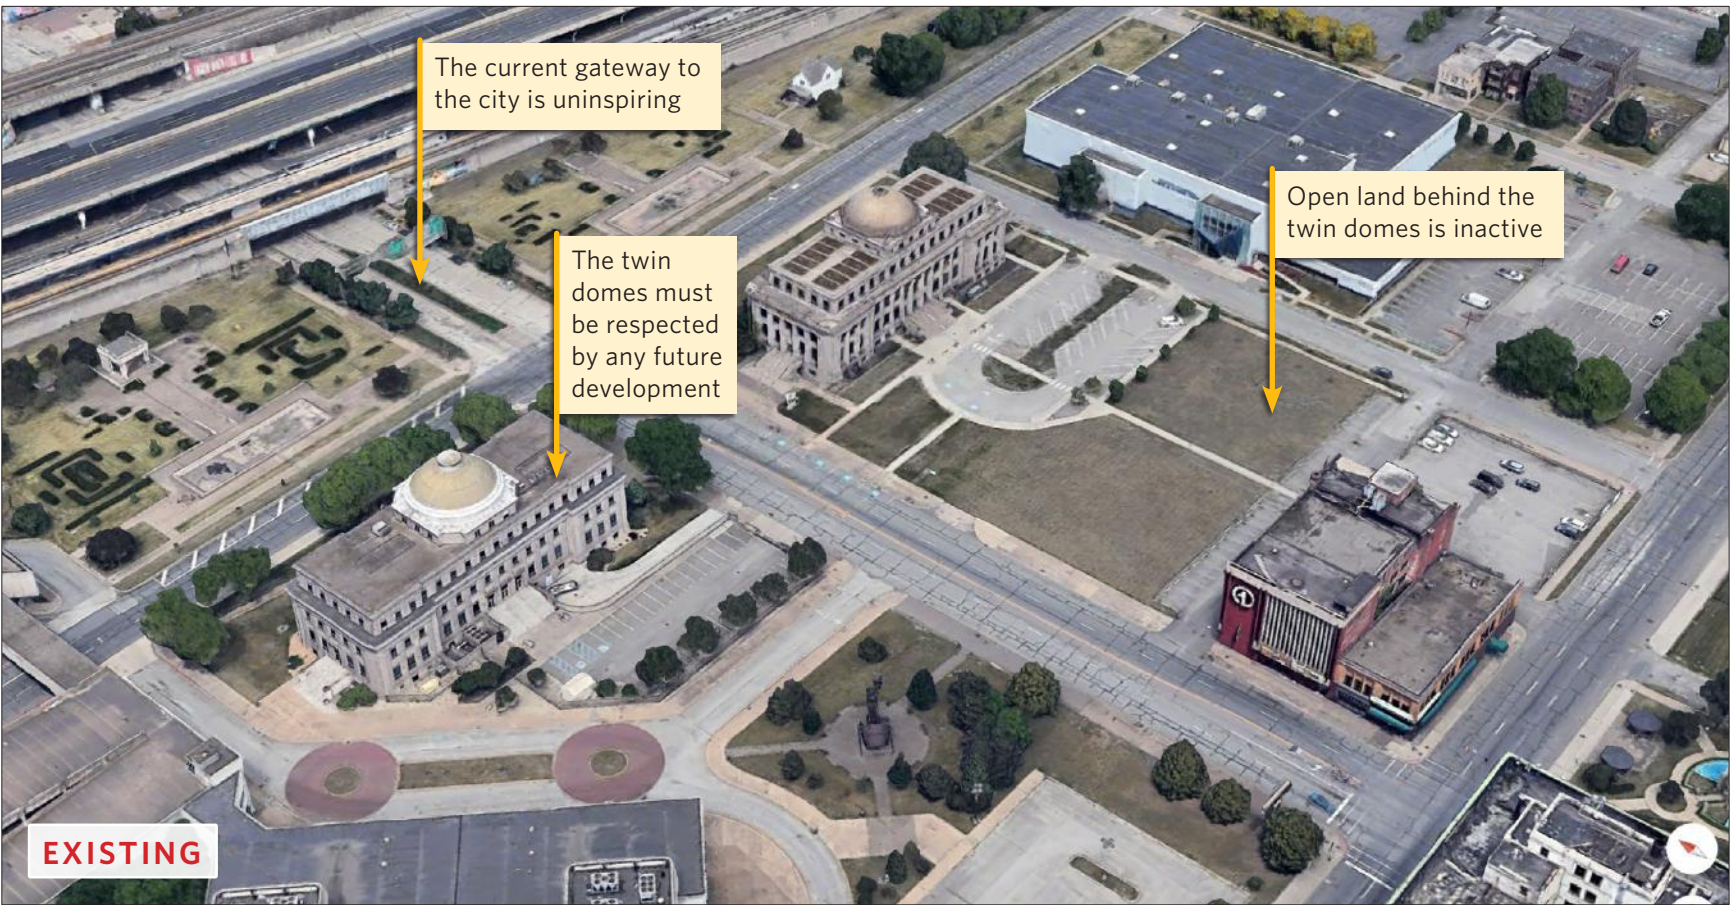 The current gateway to
the city is uninspiring
The twin
domes must
be respected
by any future
development
Open land behind the
twin domes is inactive
EXISTING